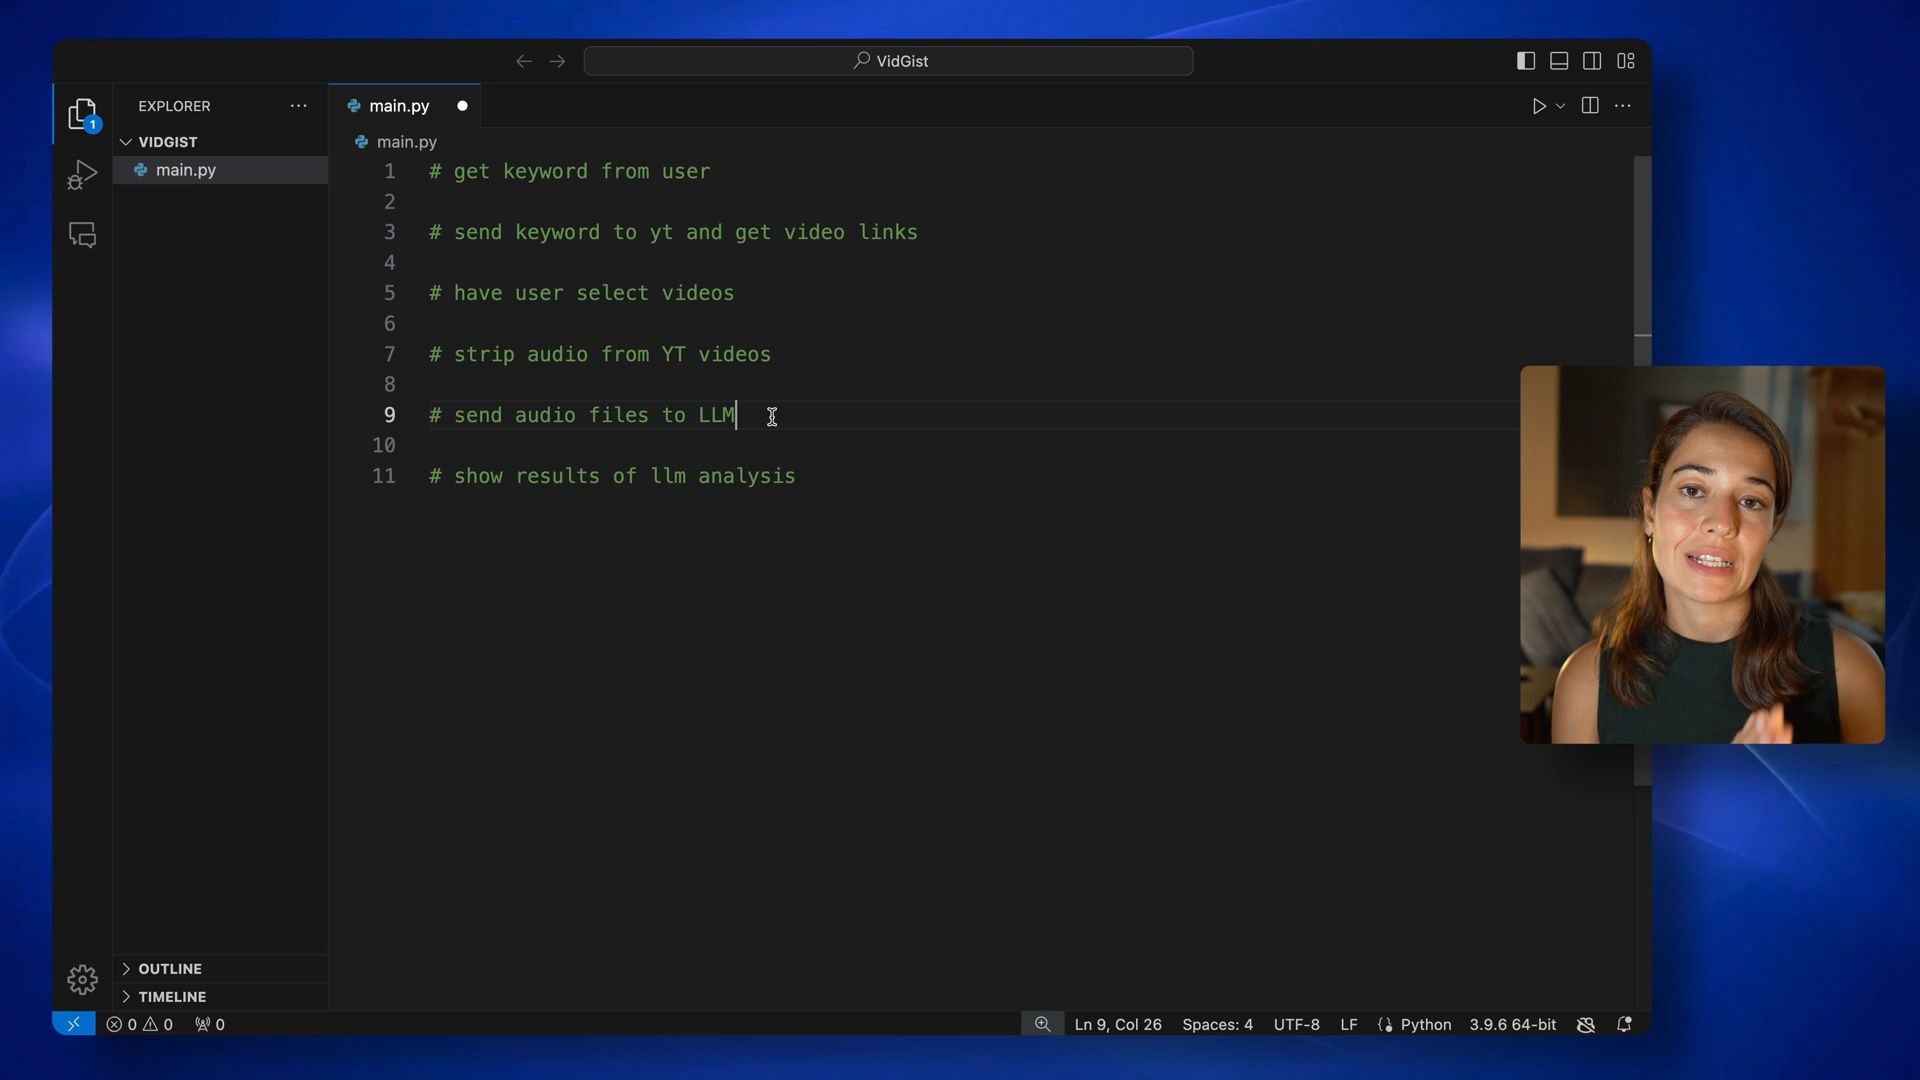 VidGist
EXPLORER
main.py
1
VIDGIST
main.py
main.py
1 # get keyword from user
2
3 # send keyword to yt and get video links
4
5 # have user select videos
6
7 # strip audio from YT videos
8
9 # send audio files to LLM
10
11 # show results of llm analysis
OUTLINE
TIMELINE
0 0 0 Ln 9, Col 26 Spaces: 4 UTF-8 LF Python 3.9.6 64-bit